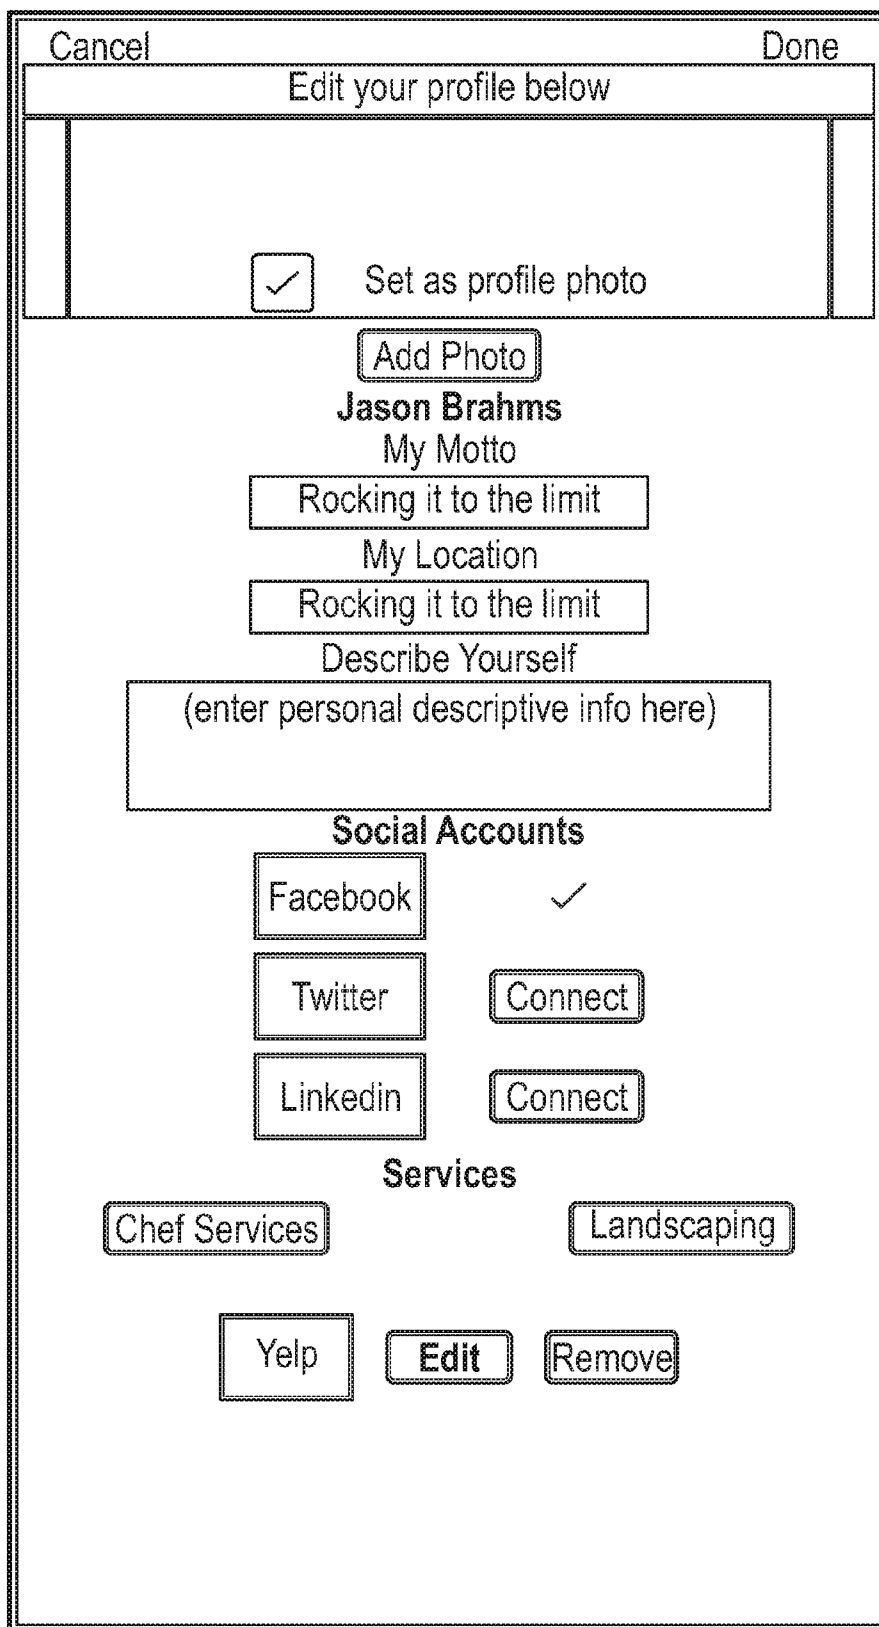 Cancel Done
Edit your profile below
Set as profile photo
Add Photo
Jason Brahms
My Motto
Rocking it to the limit
My Location
Rocking it to the limit
Describe Yourself
(enter personal descriptive info here)
Social Accounts
Facebook
Twitter Connect
Linkedin Connect
Services
Chef Services Landscaping
Yelp Edit Remove